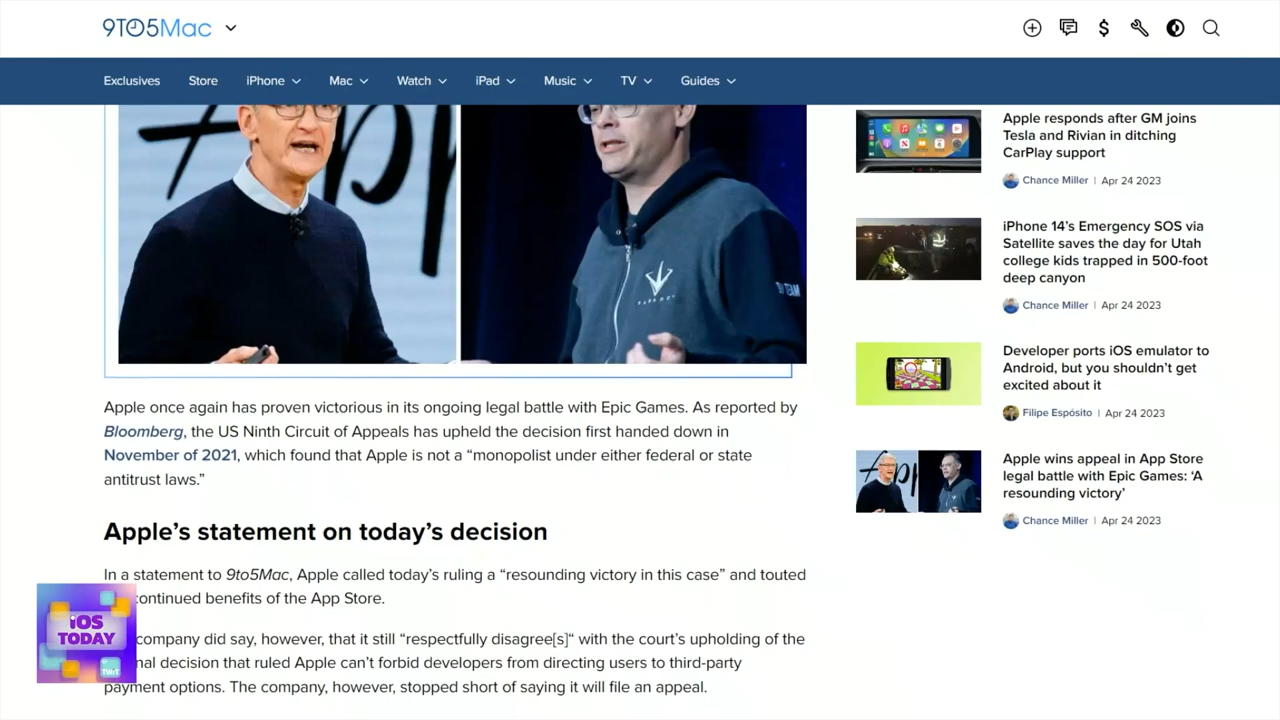 9TO5Mac
Exclusives Store iPhone Mac Watch iPad Music TV Guides
Apple once again has proven victorious in its ongoing legal battle with Epic Games. As reported by
Bloomberg, the US Ninth Circuit of Appeals has upheld the decision first handed down in
November of 2021, which found that Apple is not a “monopolist under either federal or state
antitrust laws.”
Apple’s statement on today’s decision
In a statement to 9to5Mac, Apple called today’s ruling a “resounding victory in this case” and touted
continued benefits of the App Store.
company did say, however, that it still “respectfully disagree[s]“ with the court’s upholding of the
decision that ruled Apple can’t forbid developers from directing users to third-party
payment options. The company, however, stopped short of saying it will file an appeal.
iOS
TODAY
TWiT
Apple responds after GM joins
Tesla and Rivian in ditching
CarPlay support
Chance Miller | Apr 24 2023
iPhone 14’s Emergency SOS via
Satellite saves the day for Utah
college kids trapped in 500-foot
deep canyon
Chance Miller | Apr 24 2023
Developer ports iOS emulator to
Android, but you shouldn’t get
excited about it
Filipe Espósito | Apr 24 2023
Apple wins appeal in App Store
legal battle with Epic Games: ‘A
resounding victory’
Chance Miller | Apr 24 2023